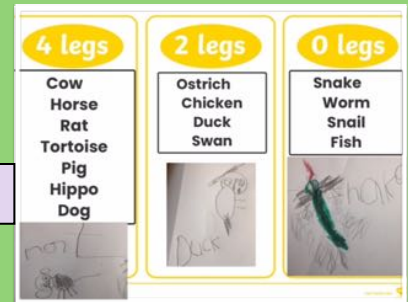 4 legs
Cow
Horse
Rat
Tortoise
Pig
Hippo
Dog
2 legs
Ostrich
Chicken
Duck
Swan
Duck
0 legs
Snake
Worm
Snail
Fish